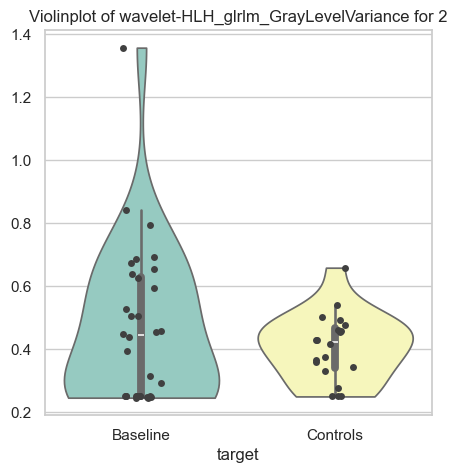 Violinplot of wavelet-HLH_glrlm_GrayLevelVariance for 2
1.4
1.2
1.0
0.8
0.6
0.4
0.2
Baseline Controls
target